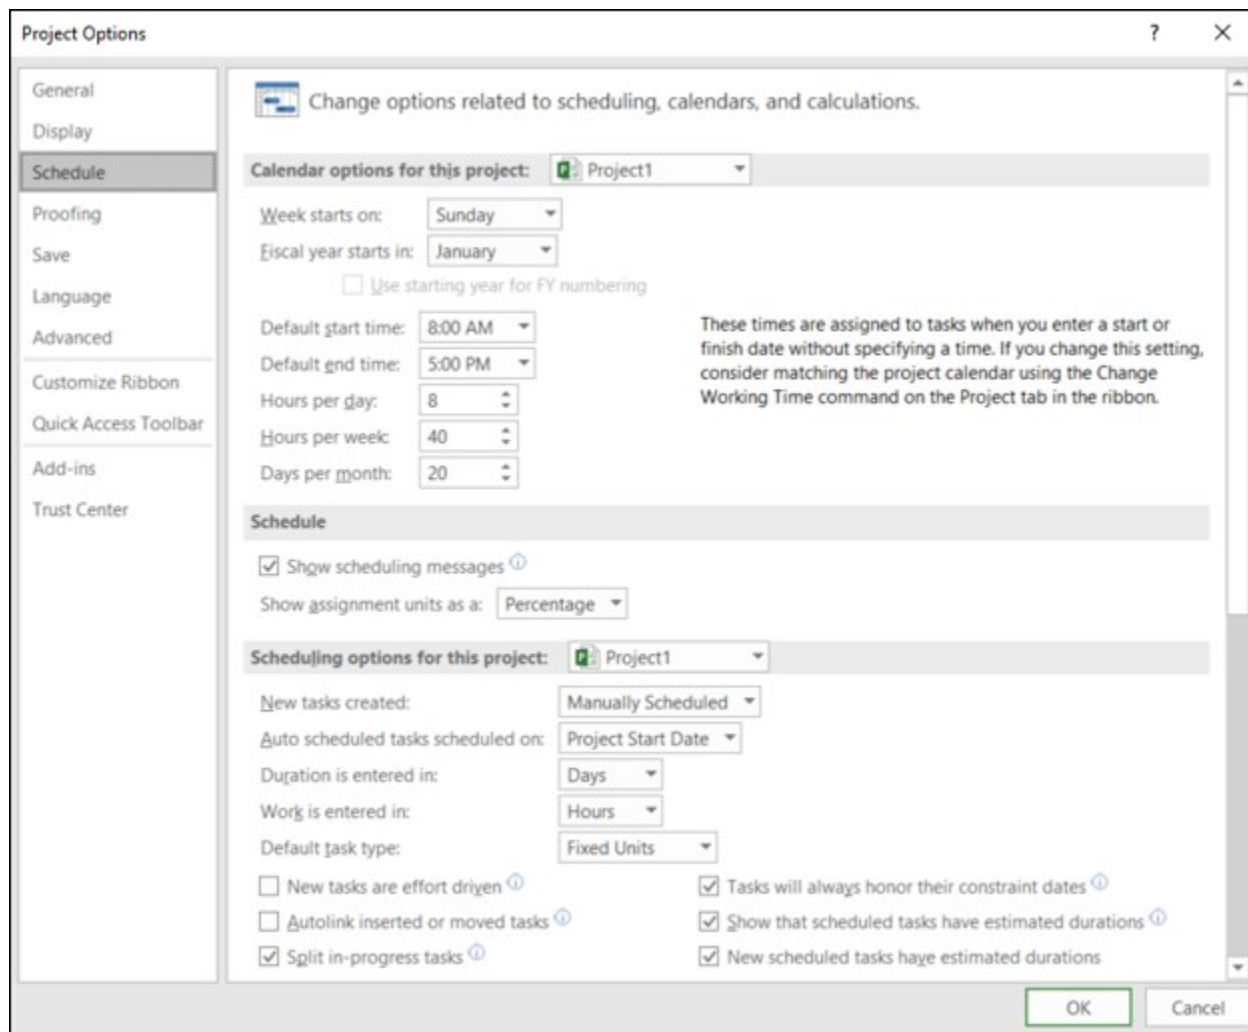 Project Options
?
General
Display
Schedule
Proofing
Save
Language
Advanced
Customize Ribbon
Quick Access Toolbar
Add-ins
Trust Center
Change options related to scheduling, calendars, and calculations.
Calendar options for this project: Project1
Week starts on: Sunday
Fiscal year starts in: January
Use starting year for FY numbering
Default start time: 8:00 AM
Default end time: 5:00 PM
Hours per day: 8
Hours per week: 40
Days per month: 20
These times are assigned to tasks when you enter a start or
finish date without specifying a time. If you change this setting,
consider matching the project calendar using the Change
Working Time command on the Project tab in the ribbon.
Schedule
Show scheduling messages
Show assignment units as a: Percentage
Scheduling options for this project: Project1
New tasks created: Manually Scheduled
Auto scheduled tasks scheduled on: Project Start Date
Duration is entered in: Days
Work is entered in: Hours
Default task type: Fixed Units
New tasks are effort driven
Autolink inserted or moved tasks
Split in-progress tasks
Tasks will always honor their constraint dates
Show that scheduled tasks have estimated durations
New scheduled tasks have estimated durations
OK
Cancel